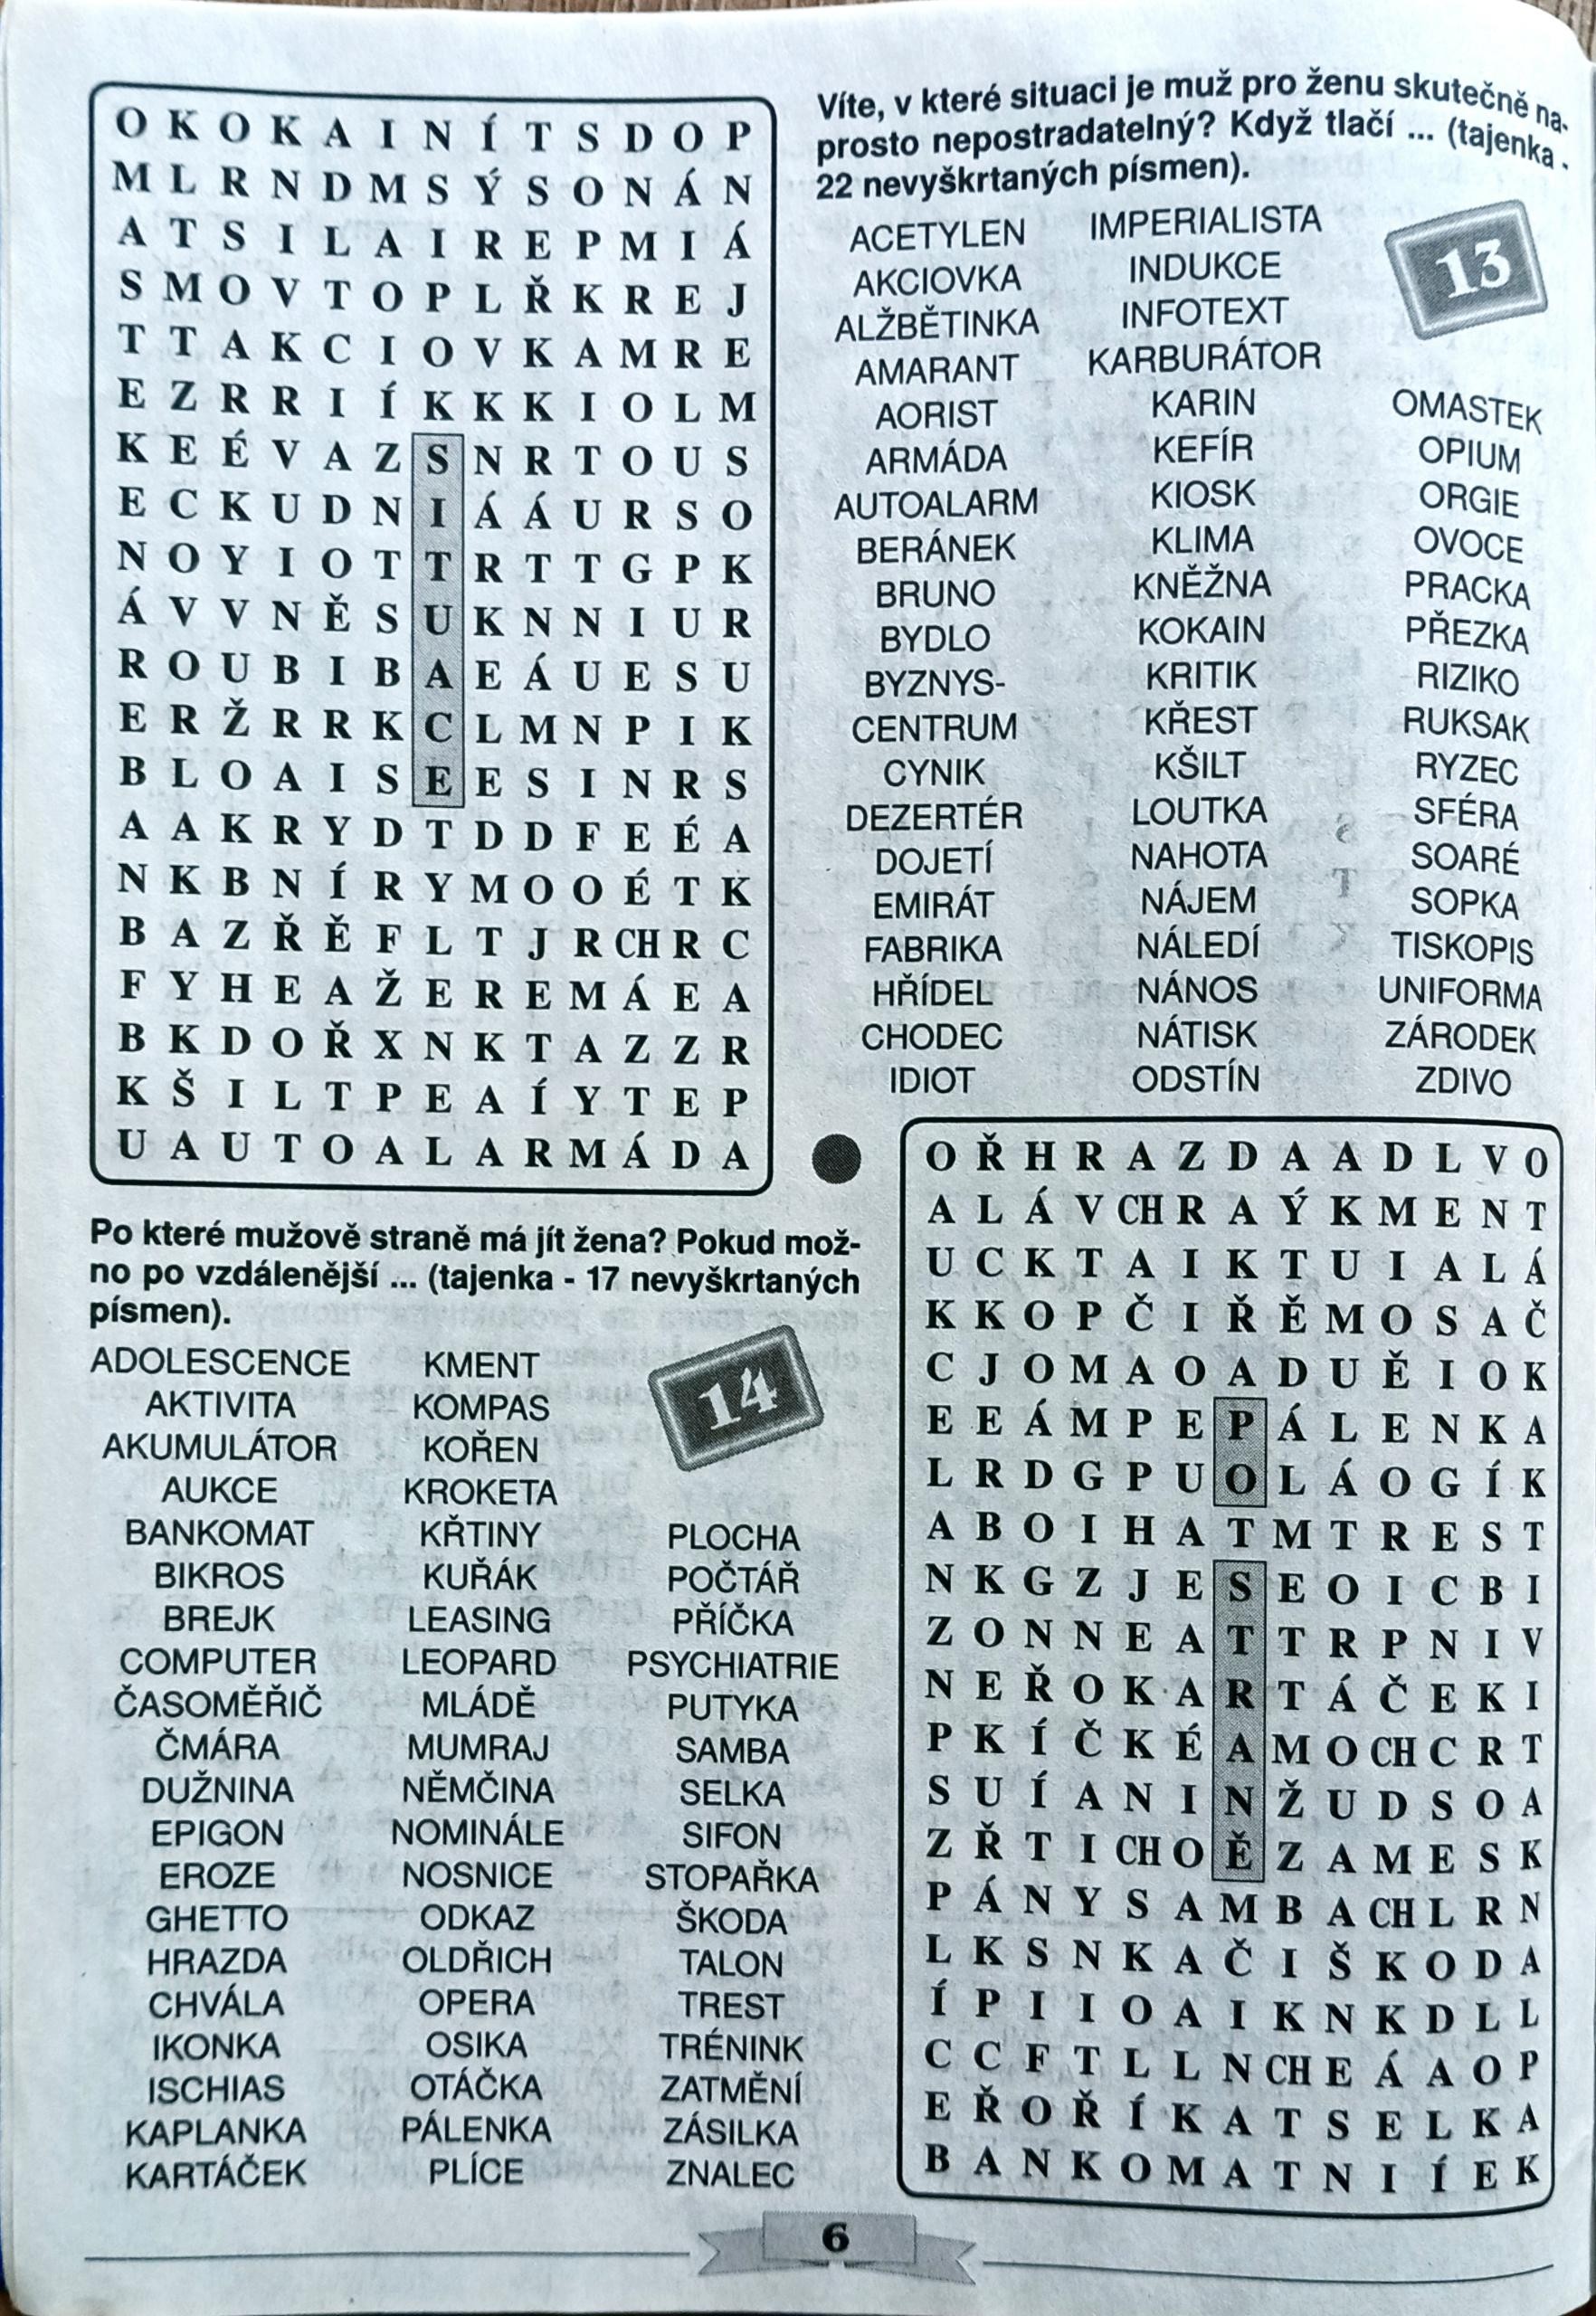 O K O K A I N Í T S D O P
M L R N D M S Ý S O N Á N
A T S I L A I R E P M I Á
S M O V T O P L Ř K R E J
T T A K C I O V K A M R E
E Z R R I Í K K K I O L M
K E É V A Z S N R T O U S
E C K U D N I Á Á U R S O
N O Y I O T T R T T G P K
Á V V N Ě S U K N N I U R
R O U B I B A E Á U E S U
E R Ž R R K C L M N P I K
B L O A I S E E S I N R S
A A K R Y D T D D F E É A
N K B N Í R Y M O O É T K
B A Z Ř Ě F L T J R CH R C
F Y H E A Ž E R E M Á E A
B K D O Ř X N K T A Z Z R
K Š I L T P E A Í Y T E P
U A U T O A L A R M Á D A
Víte, v které situaci je muž pro ženu skutečně na-
prosto nepostradatelný? Když tlačí ... (tajenka -
22 nevyškrtaných písmen).
13
ACETYLEN
AKCIOVKA
ALŽBĚTINKA
AMARANT
AORIST
ARMÁDA
AUTOALARM
BERÁNEK
BRUNO
BYDLO
BYZNYS-
CENTRUM
CYNIK
DEZERTÉR
DOJETÍ
EMIRÁT
FABRIKA
HŘÍDEL
CHODEC
IDIOT
IMPERIALISTA
INDUKCE
INFOTEXT
KARBURÁTOR
KARIN
KEFÍR
KIOSK
KLIMA
KNĚŽNA
KOKAIN
KRITIK
KŘEST
KŠILT
LOUTKA
NAHOTA
NÁJEM
NÁLEDÍ
NÁNOS
NÁTISK
ODSTÍN
OMASTEK
OPIUM
ORGIE
OVOCE
PRACKA
PŘEZKA
RIZIKO
RUKSAK
RYZEC
SFÉRA
SOARÉ
SOPKA
TISKOPIS
UNIFORMA
ZÁRODEK
ZDIVO
Po které mužově straně má jít žena? Pokud mož-
no po vzdálenější ... (tajenka - 17 nevyškrtaných
písmen).
14
ADOLESCENCE
AKTIVITA
AKUMULÁTOR
AUKCE
BANKOMAT
BIKROS
BREJK
COMPUTER
ČASOMĚŘIČ
ČMÁRA
DUŽNINA
EPIGON
EROZE
GHETTO
HRAZDA
CHVÁLA
IKONKA
ISCHIAS
KAPLANKA
KARTÁČEK
KMENT
KOMPAS
KOŘEN
KROKETA
KŘTINY
KUŘÁK
LEASING
LEOPARD
MLÁDĚ
MUMRAJ
NĚMČINA
NOMINÁLE
NOSNICE
ODKAZ
OLDŘICH
OPERA
OSIKA
OTÁČKA
PÁLENKA
PLÍCE
PLOCHA
POČTÁŘ
PŘÍČKA
PSYCHIATRIE
PUTYKA
SAMBA
SELKA
SIFON
STOPAŘKA
ŠKODA
TALON
TREST
TRÉNINK
ZATMĚNÍ
ZÁSILKA
ZNALEC
O Ř H R A Z D A A D L V O
A L Á V CH R A Ý K M E N T
U C K T A I K T U I A L Á
K K O P Č I Ř Ě M O S A Č
C J O M A O A D U Ě I O K
E E Á M P E P Á L E N K A
L R D G P U O L Á O G Í K
A B O I H A T M T R E S T
N K G Z J E S E O I C B I
Z O N N E A T T R P N I V
N E Ř O K A R T Á Č E K I
P K Í Č K É A M O CH C R T
S U Í A N I N Ž U D S O A
Z Ř T I CH O Ě Z A M E S K
P Á N Y S A M B A CH L R N
L K S N K A Č I Š K O D A
Í P I I O A I K N K D L L
C C F T L L N CH E Á A O P
E Ř O Ř Í K A T S E L K A
B A N K O M A T N I Í E K
6